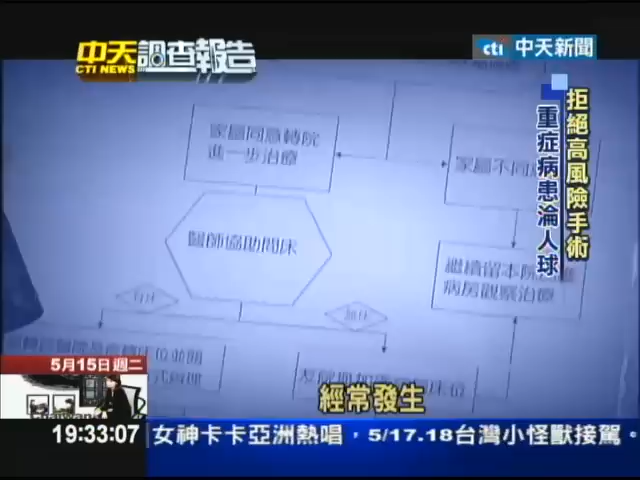 中天
CTI NEWS
調查報告
cti 中天新聞
拒絕高風險手術
重症病患淪人球
家屬同意轉院
進一步治療
家屬不同
醫師協助問床
繼續留本院
病房觀察治療
有床
無床
經常發生
5月15日週二
19:33:07
女神卡卡亞洲熱唱，5/17.18台灣小怪獸接駕。